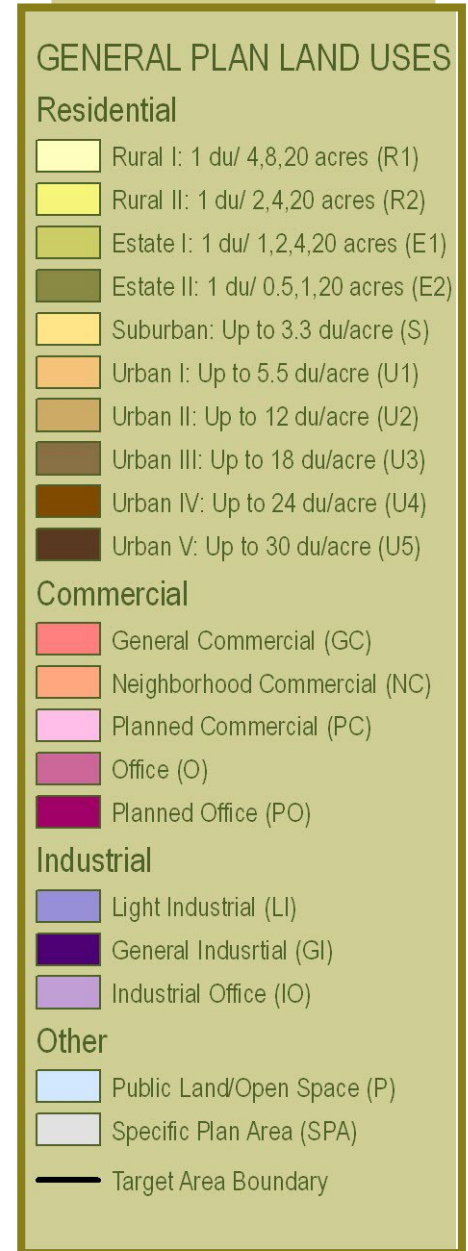 GENERAL PLAN LAND USES
Residential
Rural I: 1 du/ 4,8,20 acres (R1)
Rural II: 1 du/ 2,4,20 acres (R2)
Estate I: 1 du/ 1,2,4,20 acres (E1)
Estate II: 1 du/ 0.5,1,20 acres (E2)
Suburban: Up to 3.3 du/acre (S)
Urban I: Up to 5.5 du/acre (U1)
Urban II: Up to 12 du/acre (U2)
Urban III: Up to 18 du/acre (U3)
Urban IV: Up to 24 du/acre (U4)
Urban V: Up to 30 du/acre (U5)
Commercial
General Commercial (GC)
Neighborhood Commercial (NC)
Planned Commercial (PC)
Office (O)
Planned Office (PO)
Industrial
Light Industrial (LI)
General Indusrtial (GI)
Industrial Office (IO)
Other
Public Land/Open Space (P)
Specific Plan Area (SPA)
Target Area Boundary